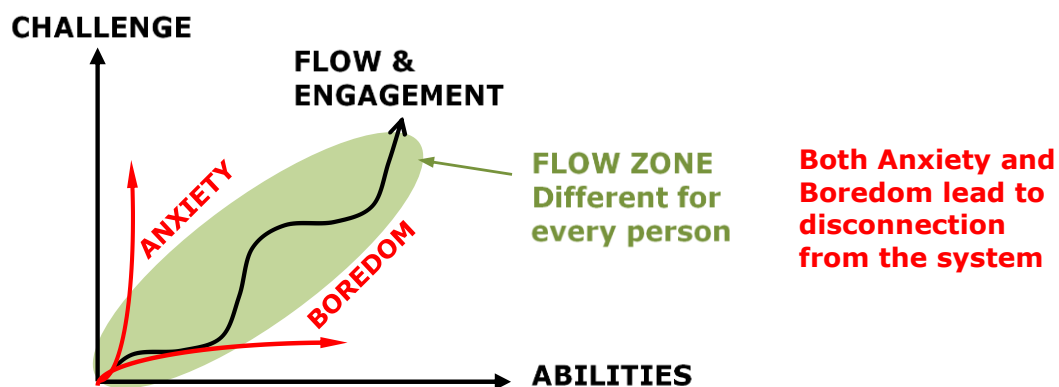 CHALLENGE
FLOW &
ENGAGEMENT
ANXIETY
BOREDOM
FLOW ZONE
Different for
every person
Both Anxiety and
Boredom lead to
disconnection
from the system
ABILITIES